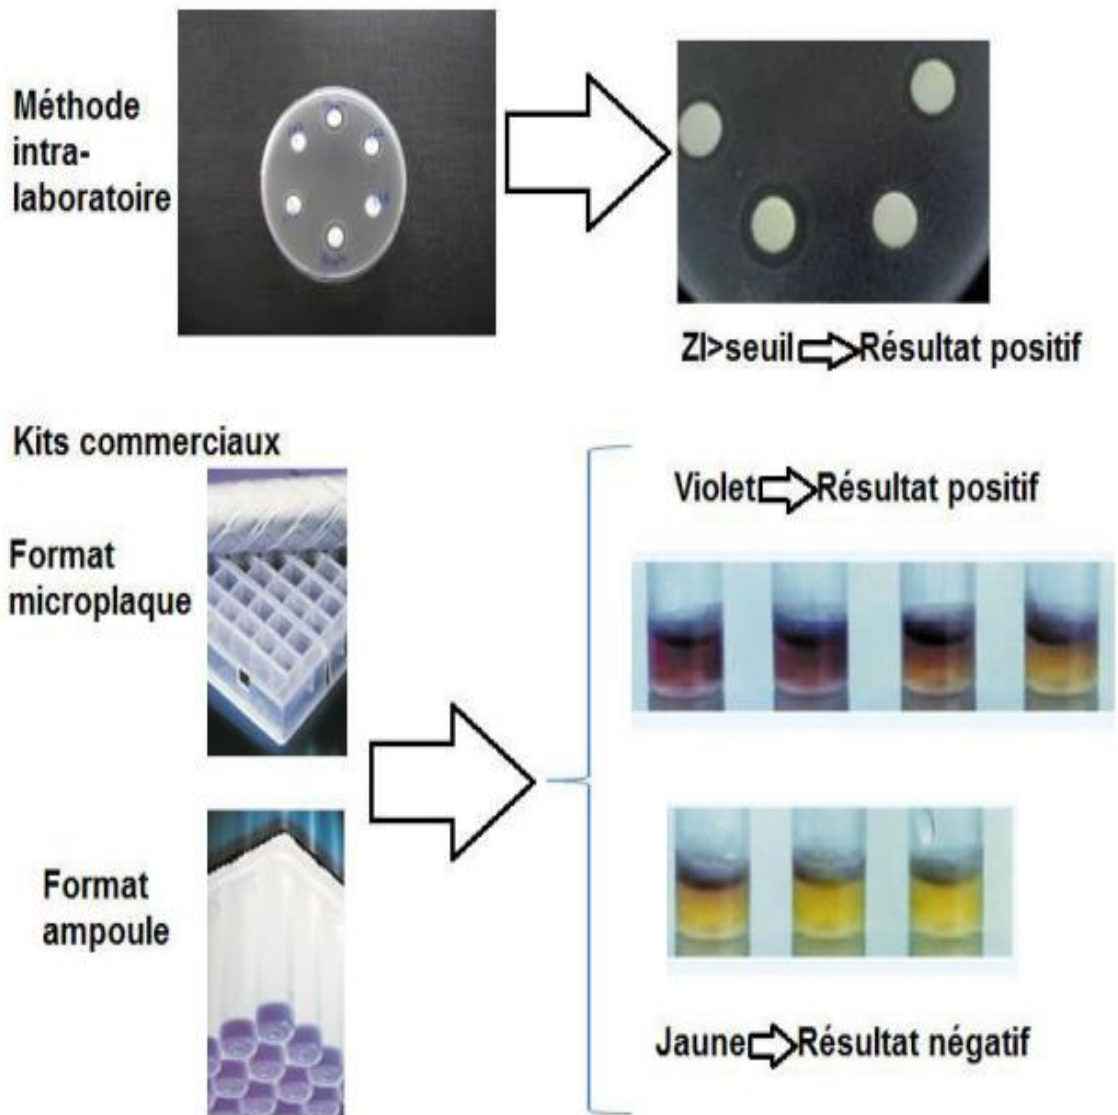 Méthode
intra-
laboratoire
ZI>seuil Résultat positif
Kits commerciaux
Format
microplaque
Violet Résultat positif
Format
ampoule
Jaune Résultat négatif